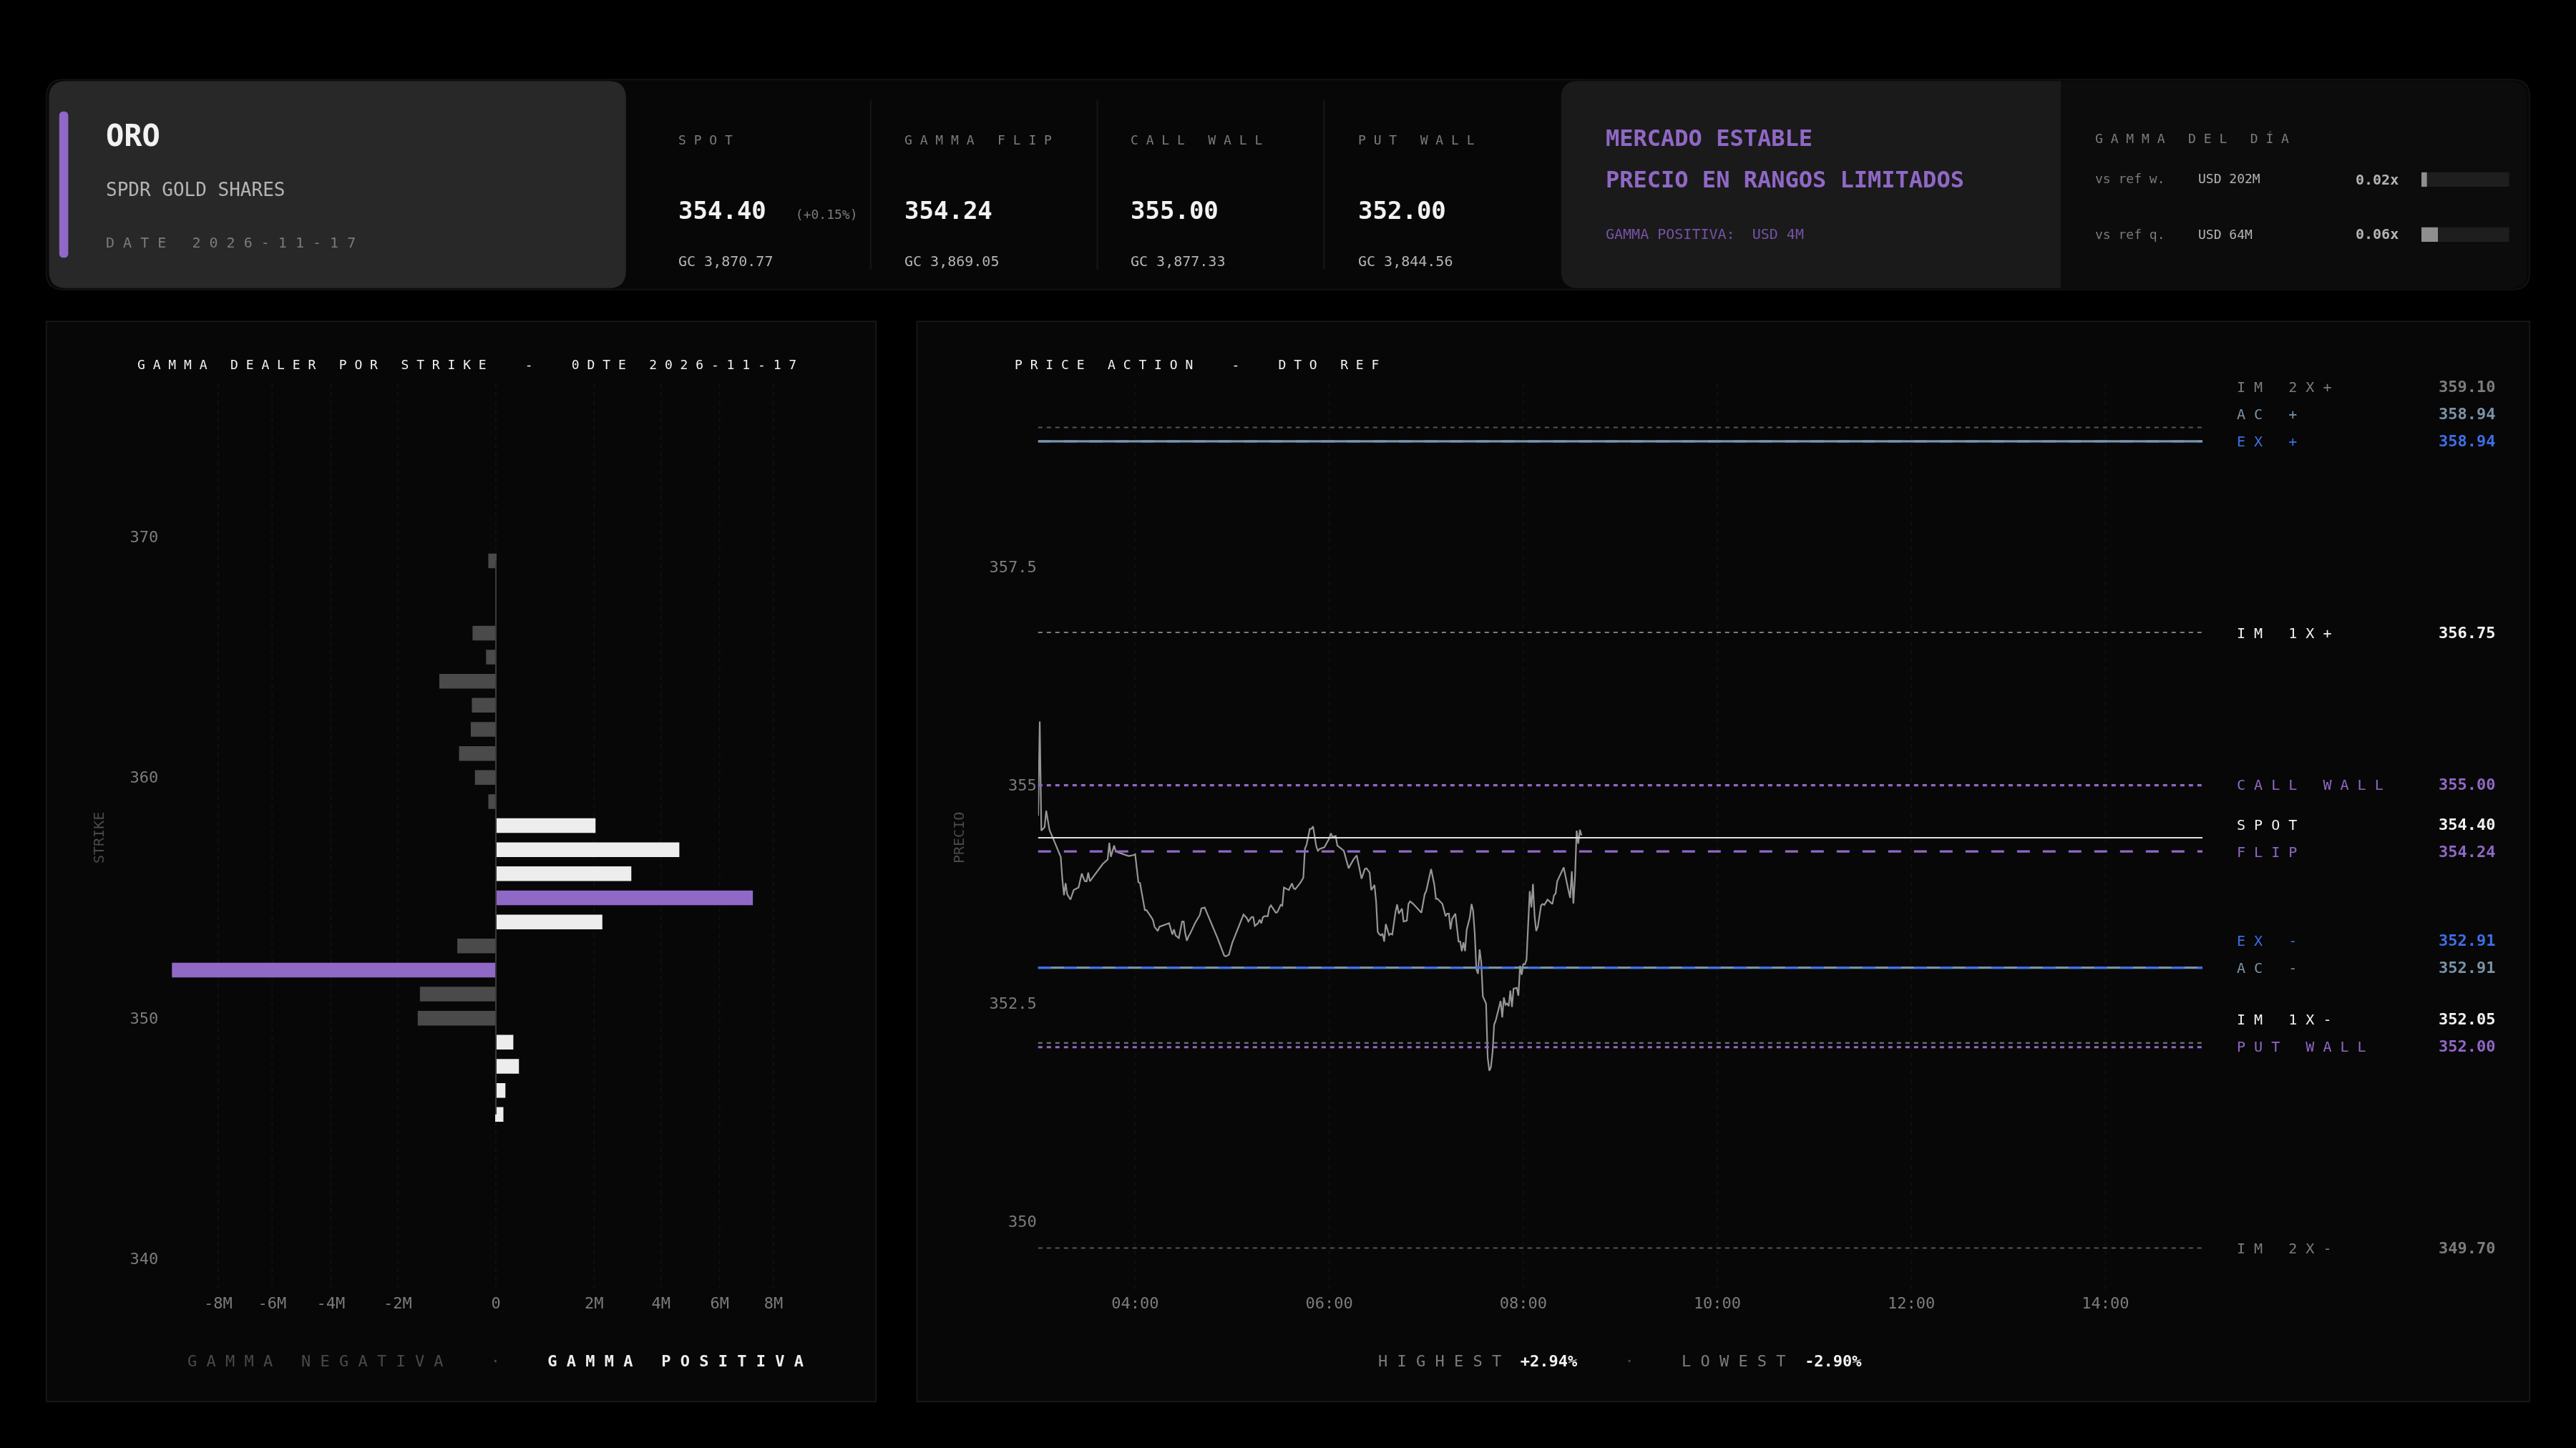 ORO
SPDR GOLD SHARES
DATE 2026-11-17
SPOT
354.40 (+0.15%)
GC 3,870.77
GAMMA FLIP
354.24
GC 3,869.05
CALL WALL
355.00
GC 3,877.33
PUT WALL
352.00
GC 3,844.56
MERCADO ESTABLE
PRECIO EN RANGOS LIMITADOS
GAMMA POSITIVA: USD 4M
GAMMA DEL DÍA
vs ref w. USD 202M 0.02x
vs ref q. USD 64M 0.06x
GAMMA DEALER POR STRIKE - 0DTE 2026-11-17
STRIKE
370
360
350
340
-8M -6M -4M -2M 0 2M 4M 6M 8M
GAMMA NEGATIVA · GAMMA POSITIVA
PRICE ACTION - DTO REF
PRECIO
357.5
355
352.5
350
04:00 06:00 08:00 10:00 12:00 14:00
IM 2X+ 359.10
AC + 358.94
EX + 358.94
IM 1X+ 356.75
CALL WALL 355.00
SPOT 354.40
FLIP 354.24
EX - 352.91
AC - 352.91
IM 1X- 352.05
PUT WALL 352.00
IM 2X- 349.70
HIGHEST +2.94% · LOWEST -2.90%